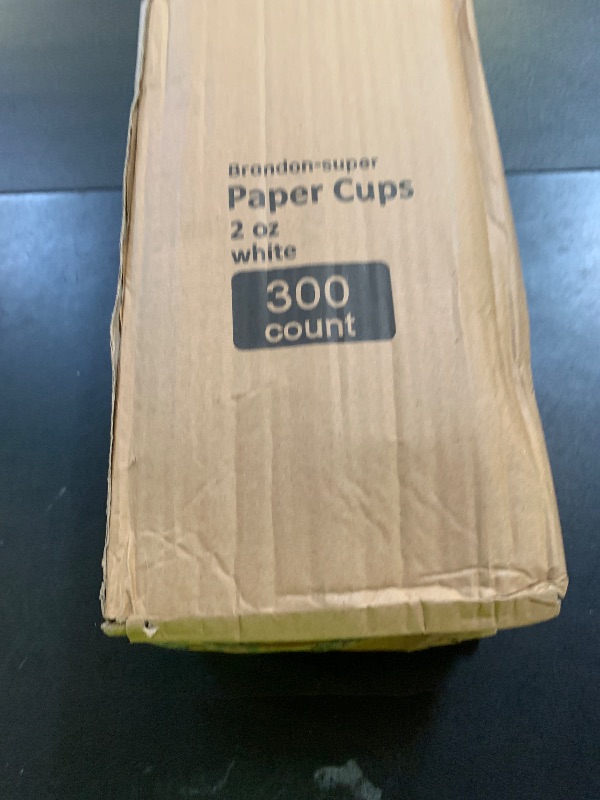 Brandon-super
Paper Cups
2 oz
white
300
count